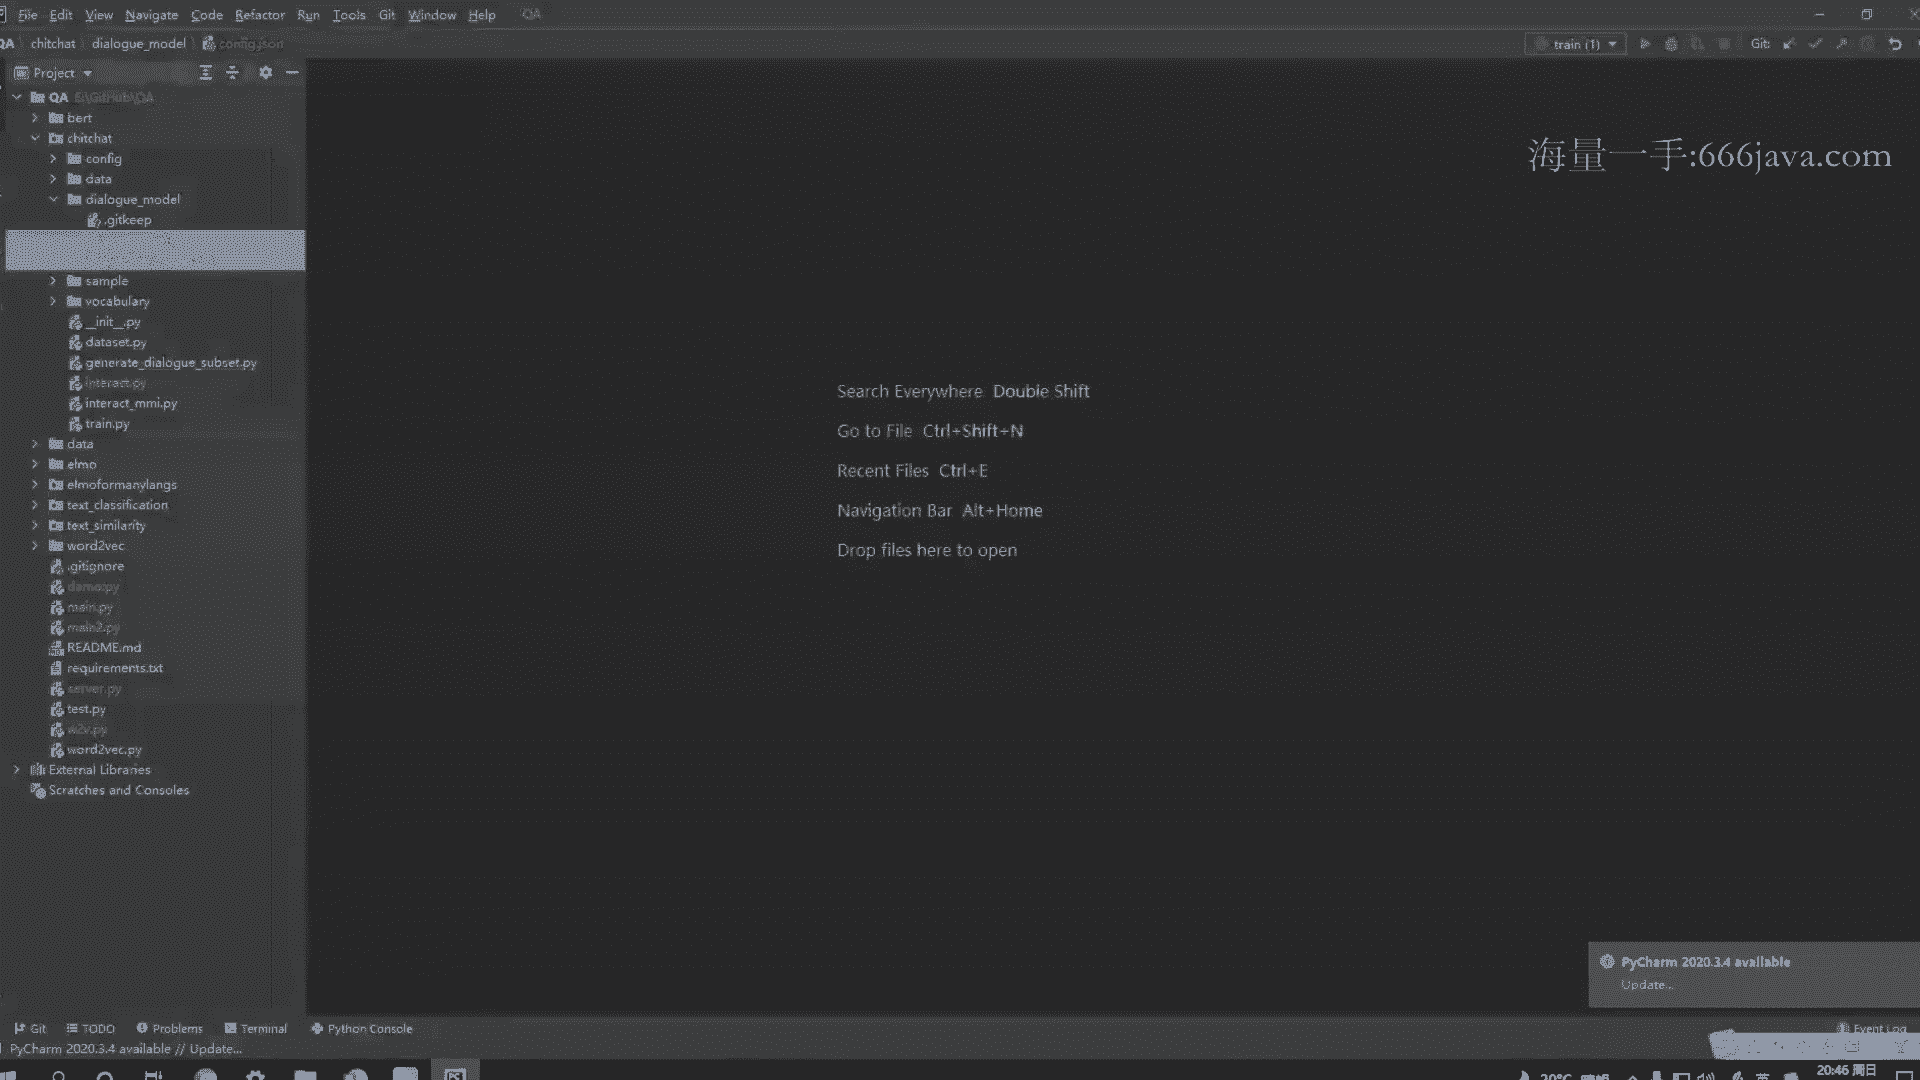 File Edit View Navigate Code Refactor Run Tools Git Window Help QA
QA chitchat dialogue_model config.json
train (1) Git:
Project
QA E:\GitHub\QA
bert
chitchat
config
data
dialogue_model
.gitkeep
sample
vocabulary
__init__.py
dataset.py
generate_dialogue_subset.py
interact.py
interact_mmi.py
train.py
data
elmo
elmoformanylangs
text_classification
text_similarity
word2vec
.gitignore
demo.py
main.py
main2.py
README.md
requirements.txt
server.py
test.py
w2v.py
word2vec.py
External Libraries
Scratches and Consoles
海量一手:666java.com
Search Everywhere Double Shift
Go to File Ctrl+Shift+N
Recent Files Ctrl+E
Navigation Bar Alt+Home
Drop files here to open
PyCharm 2020.3.4 available
Update...
Git TODO Problems Terminal Python Console Event Log
PyCharm 2020.3.4 available // Update...
PC 20°C 英 20:46 周日